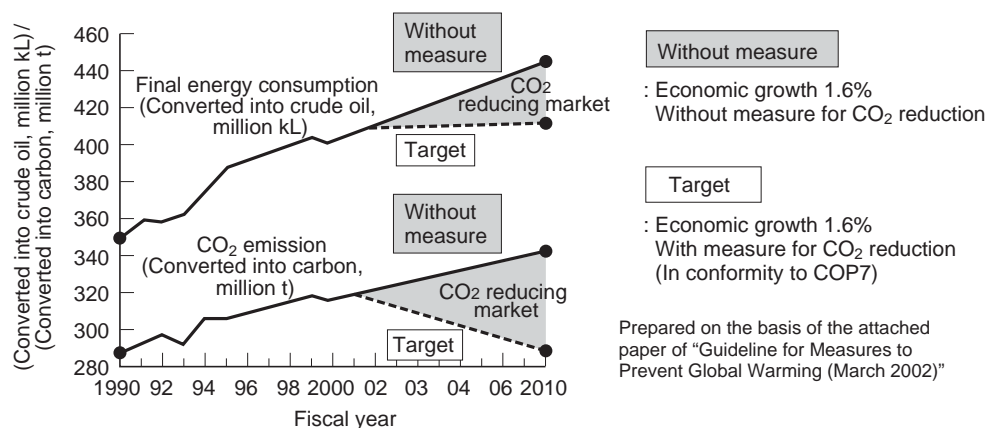 (Converted into crude oil, million kL)/
(Converted into carbon, million t)
460
440
420
400
380
360
340
320
300
280
Without
measure
Final energy consumption
(Converted into crude oil,
million kL)
CO2
reducing market
Target
Without
measure
CO2 emission
(Converted into carbon,
million t)
CO2 reducing
market
Target
1990 92 94 96 98 2000 02 03 04 06 2010
Fiscal year
Without measure
: Economic growth 1.6%
Without measure for CO2 reduction
Target
: Economic growth 1.6%
With measure for CO2 reduction
(In conformity to COP7)
Prepared on the basis of the attached
paper of “Guideline for Measures to
Prevent Global Warming (March 2002)”